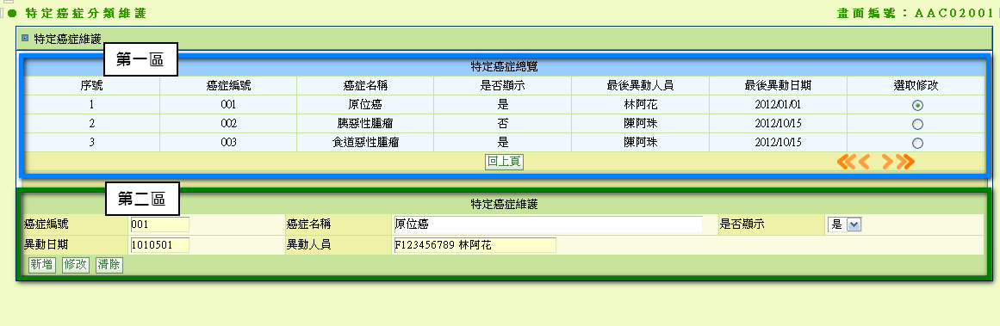 特定癌症分類維護 畫面編號：AAC02001
特定癌症維護
第一區
特定癌症總覽
序號 癌症編號 癌症名稱 是否顯示 最後異動人員 最後異動日期 選取修改
1 001 原位癌 是 林阿花 2012/01/01
2 002 胰惡性腫瘤 否 陳阿珠 2012/10/15
3 003 食道惡性腫瘤 是 陳阿珠 2012/10/15
回上頁
第二區
特定癌症維護
癌症編號 001 癌症名稱 原位癌 是否顯示 是
異動日期 1010501 異動人員 F123456789 林阿花
新增 修改 清除